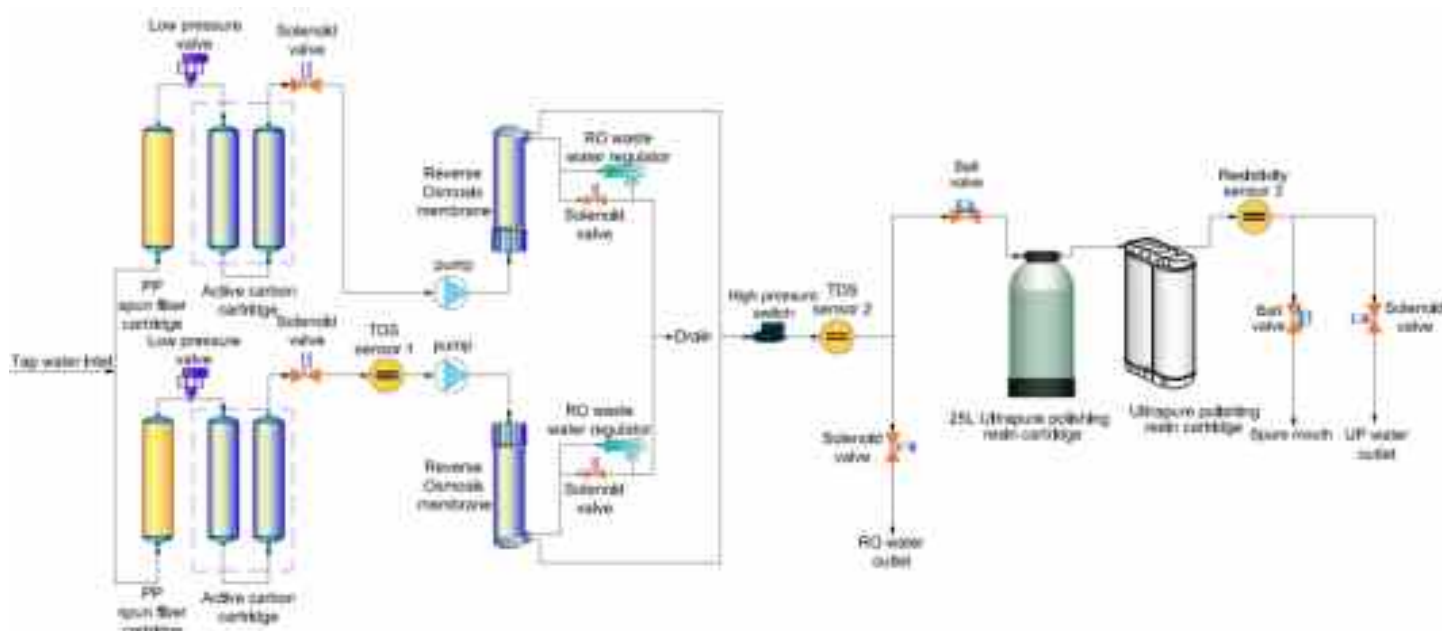 Low pressure
valve
Solenoid
valve
Reverse
Osmosis
membrane
RO waste
water regulator
Solenoid
valve
pump
PP
spun fiber
cartridge
Active carbon
cartridge
Low pressure
valve
Solenoid
valve
TDS
sensor 1
pump
Tap water Inlet
Drain
High pressure
switch
TDS
sensor 2
Ball
valve
Resistivity
sensor
Ball
valve
Solenoid
valve
25L Ultrapure polishing
resin cartridge
Ultrapure polishing
resin cartridge
UP water
outlet
Solenoid
valve
RO water
outlet
Reverse
Osmosis
membrane
RO waste
water regulator
Solenoid
valve
PP
spun fiber
cartridge
Active carbon
cartridge